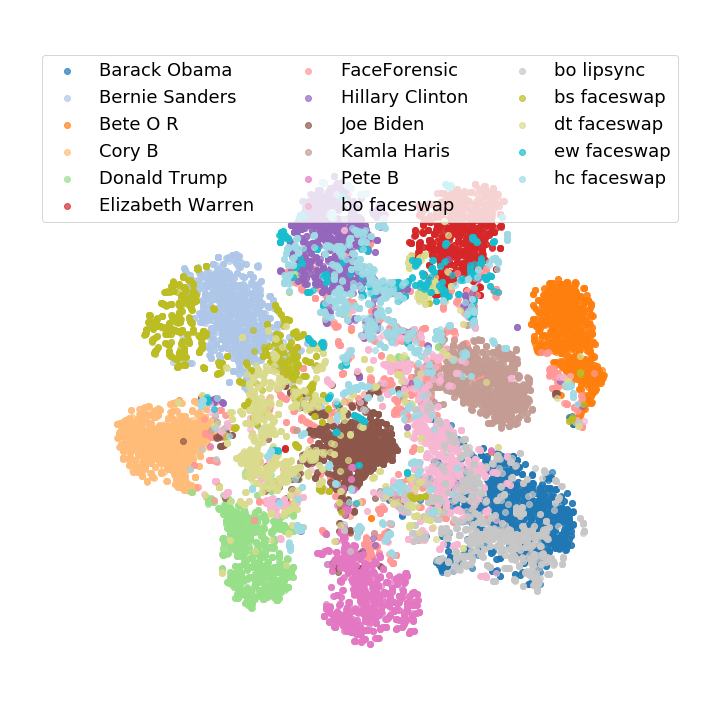 Barack Obama
Bernie Sanders
Bete O R
Cory B
Donald Trump
Elizabeth Warren
FaceForensic
Hillary Clinton
Joe Biden
Kamla Haris
Pete B
bo faceswap
bo lipsync
bs faceswap
dt faceswap
ew faceswap
hc faceswap